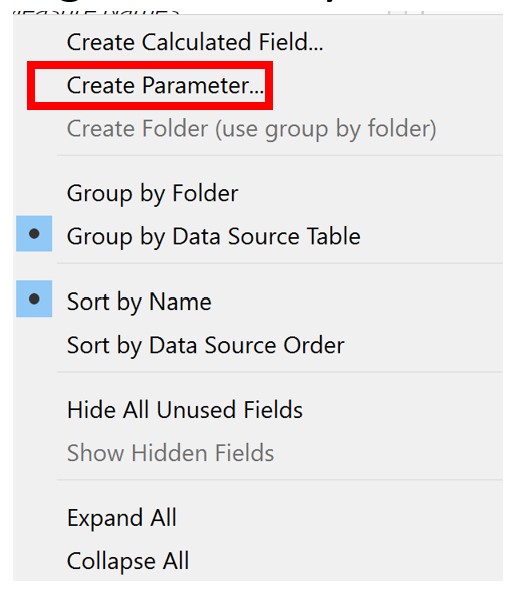 Measure Names
Create Calculated Field...
Create Parameter...
Create Folder (use group by folder)
Group by Folder
Group by Data Source Table
Sort by Name
Sort by Data Source Order
Hide All Unused Fields
Show Hidden Fields
Expand All
Collapse All